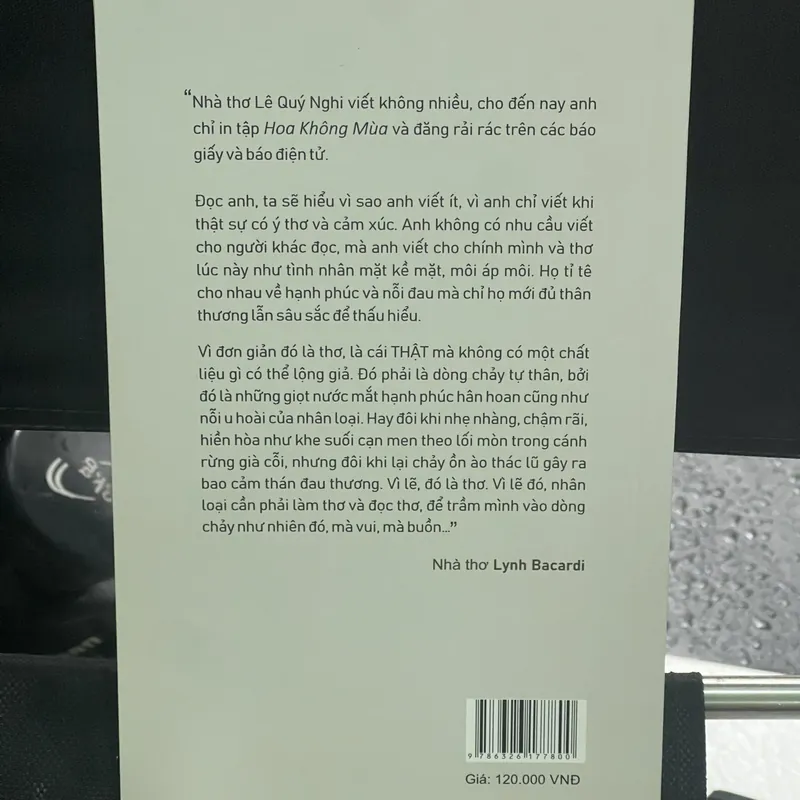 “Nhà thơ Lê Quý Nghi viết không nhiều, cho đến nay anh
chỉ in tập Hoa Không Mùa và đăng rải rác trên các báo
giấy và báo điện tử.
Đọc anh, ta sẽ hiểu vì sao anh viết ít, vì anh chỉ viết khi
thật sự có ý thơ và cảm xúc. Anh không có nhu cầu viết
cho người khác đọc, mà anh viết cho chính mình và thơ
lúc này như tình nhân mặt kề mặt, môi áp môi. Họ tỉ tê
cho nhau về hạnh phúc và nỗi đau mà chỉ họ mới đủ thân
thương lẫn sâu sắc để thấu hiểu.
Vì đơn giản đó là thơ, là cái THẬT mà không có một chất
liệu gì có thể lộng giả. Đó phải là dòng chảy tự thân, bởi
đó là những giọt nước mắt hạnh phúc hân hoan cũng như
nỗi u hoài của nhân loại. Hay đôi khi nhẹ nhàng, chậm rãi,
hiền hòa như khe suối cạn men theo lối mòn trong cánh
rừng già cỗi, nhưng đôi khi lại chảy ồn ào thác lũ gây ra
bao cảm thán đau thương. Vì lẽ, đó là thơ. Vì lẽ đó, nhân
loại cần phải làm thơ và đọc thơ, để trầm mình vào dòng
chảy như nhiên đó, mà vui, mà buồn...”
Nhà thơ Lynh Bacardi
9 786326 177800
Giá: 120.000 VNĐ